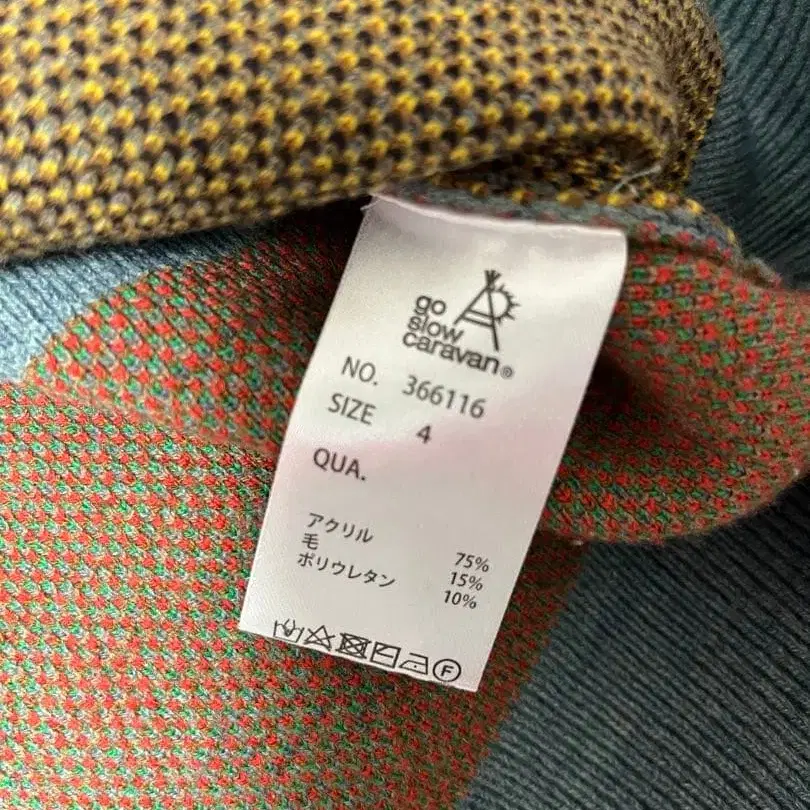 go
slow
caravan®
NO. 366116
SIZE 4
QUA.
アクリル 75%
毛 15%
ポリウレタン 10%
F